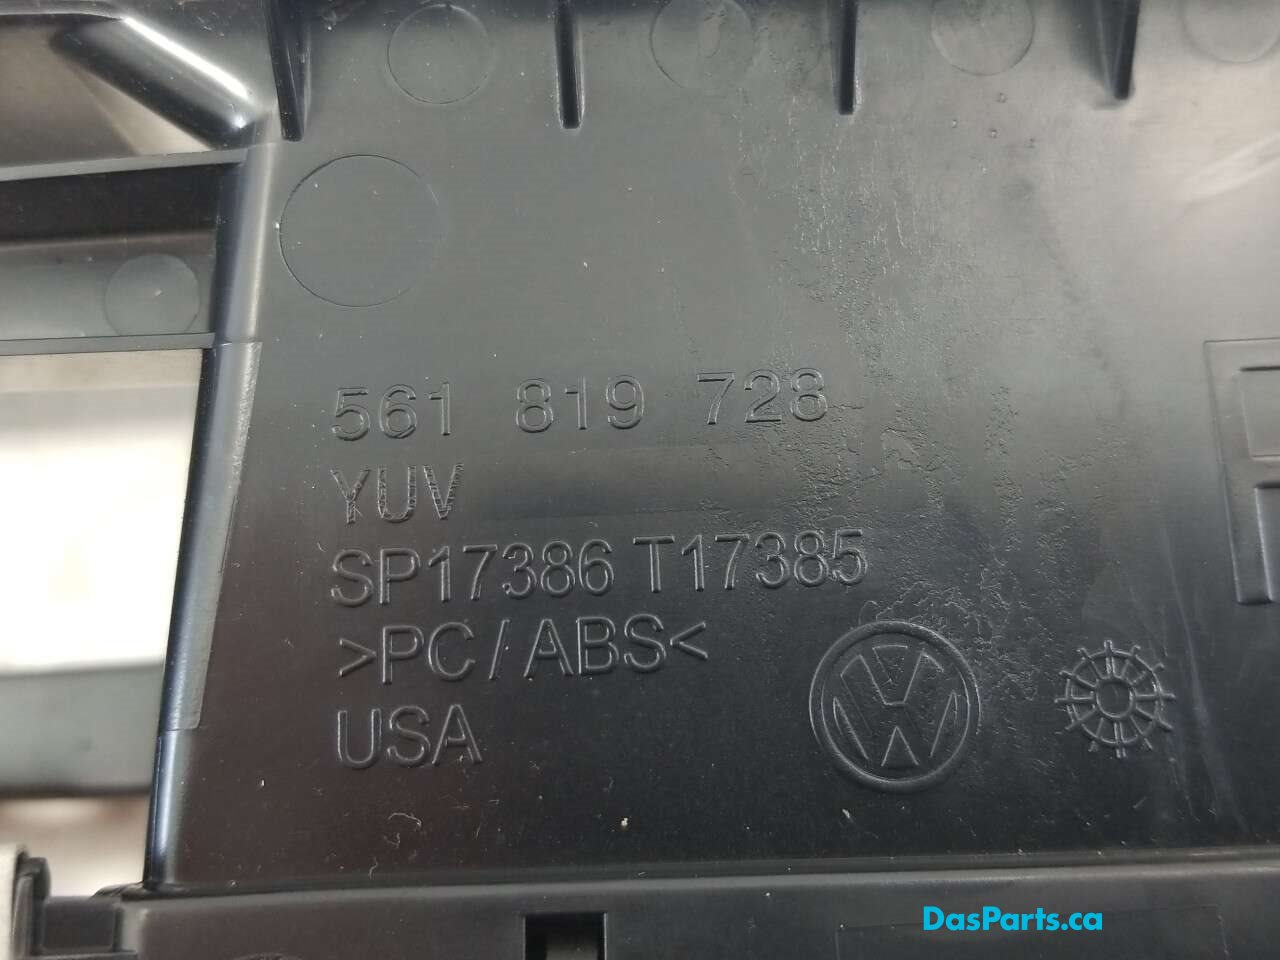 561 819 728
YUV
SP17386 T17385
>PC/ABS<
USA
DasParts.ca